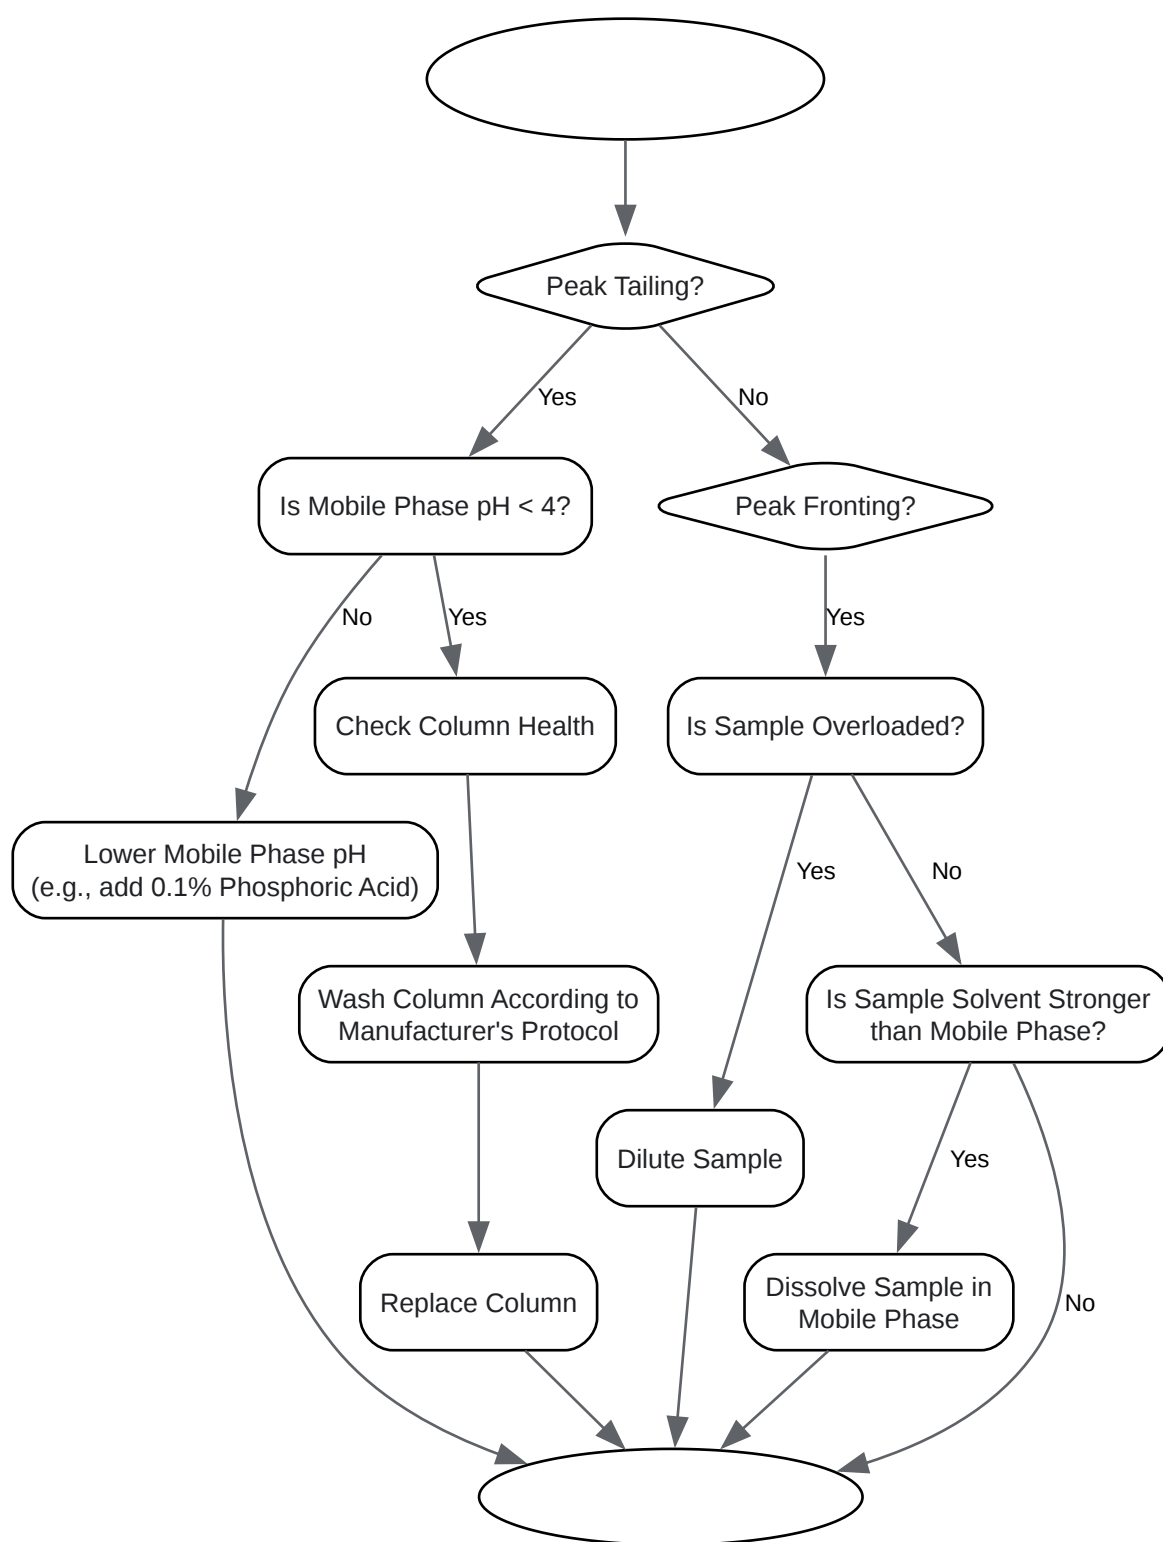 Peak Tailing?
Yes
No
Is Mobile Phase pH < 4?
Peak Fronting?
No
Yes
Yes
Check Column Health
Is Sample Overloaded?
Lower Mobile Phase pH
(e.g., add 0.1% Phosphoric Acid)
Yes
No
Wash Column According to
Manufacturer's Protocol
Is Sample Solvent Stronger
than Mobile Phase?
Dilute Sample
Yes
Replace Column
Dissolve Sample in
Mobile Phase
No